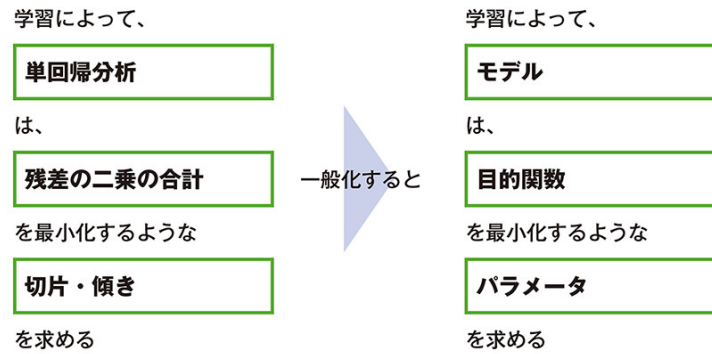 学習によって、
単回帰分析
は、
残差の二乗の合計
を最小化するような
切片・傾き
を求める
一般化すると
学習によって、
モデル
は、
目的関数
を最小化するような
パラメータ
を求める